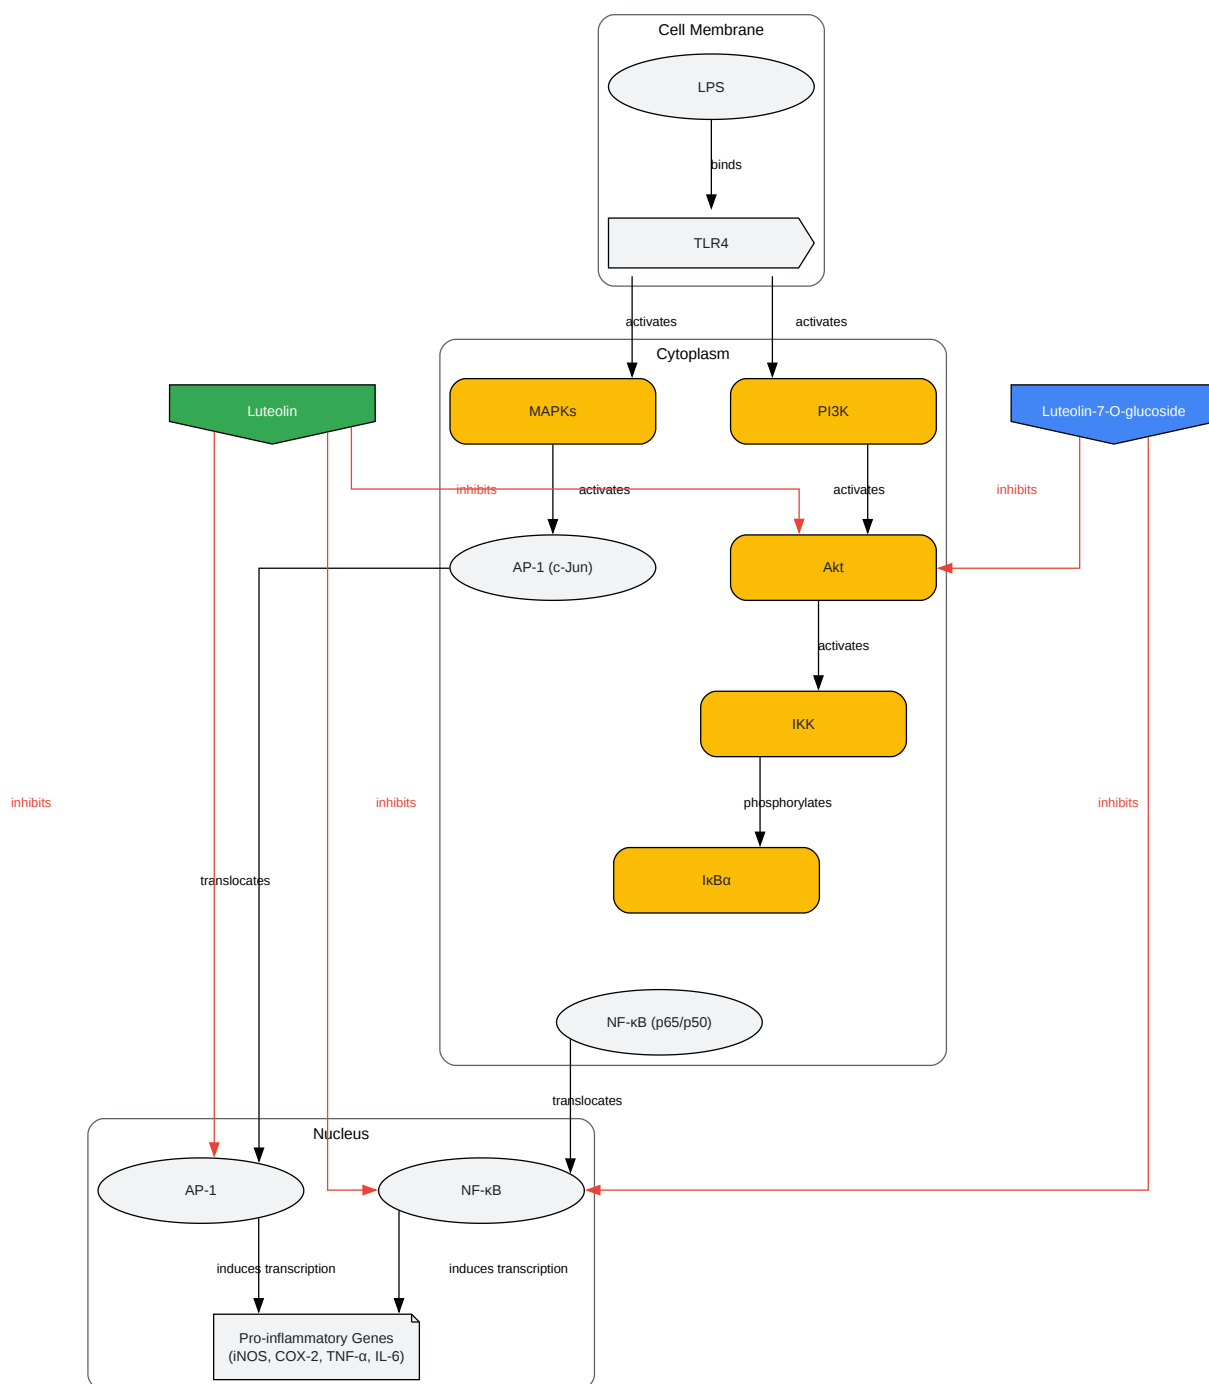 Cell Membrane
LPS
binds
TLR4
activates
activates
Cytoplasm
Luteolin
MAPKs
PI3K
Luteolin-7-O-glucoside
inhibits
activates
activates
inhibits
AP-1 (c-Jun)
Akt
activates
IKK
inhibits
inhibits
phosphorylates
inhibits
translocates
IκBα
NF-κB (p65/p50)
translocates
Nucleus
AP-1
NF-κB
induces transcription
induces transcription
Pro-inflammatory Genes
(iNOS, COX-2, TNF-α, IL-6)